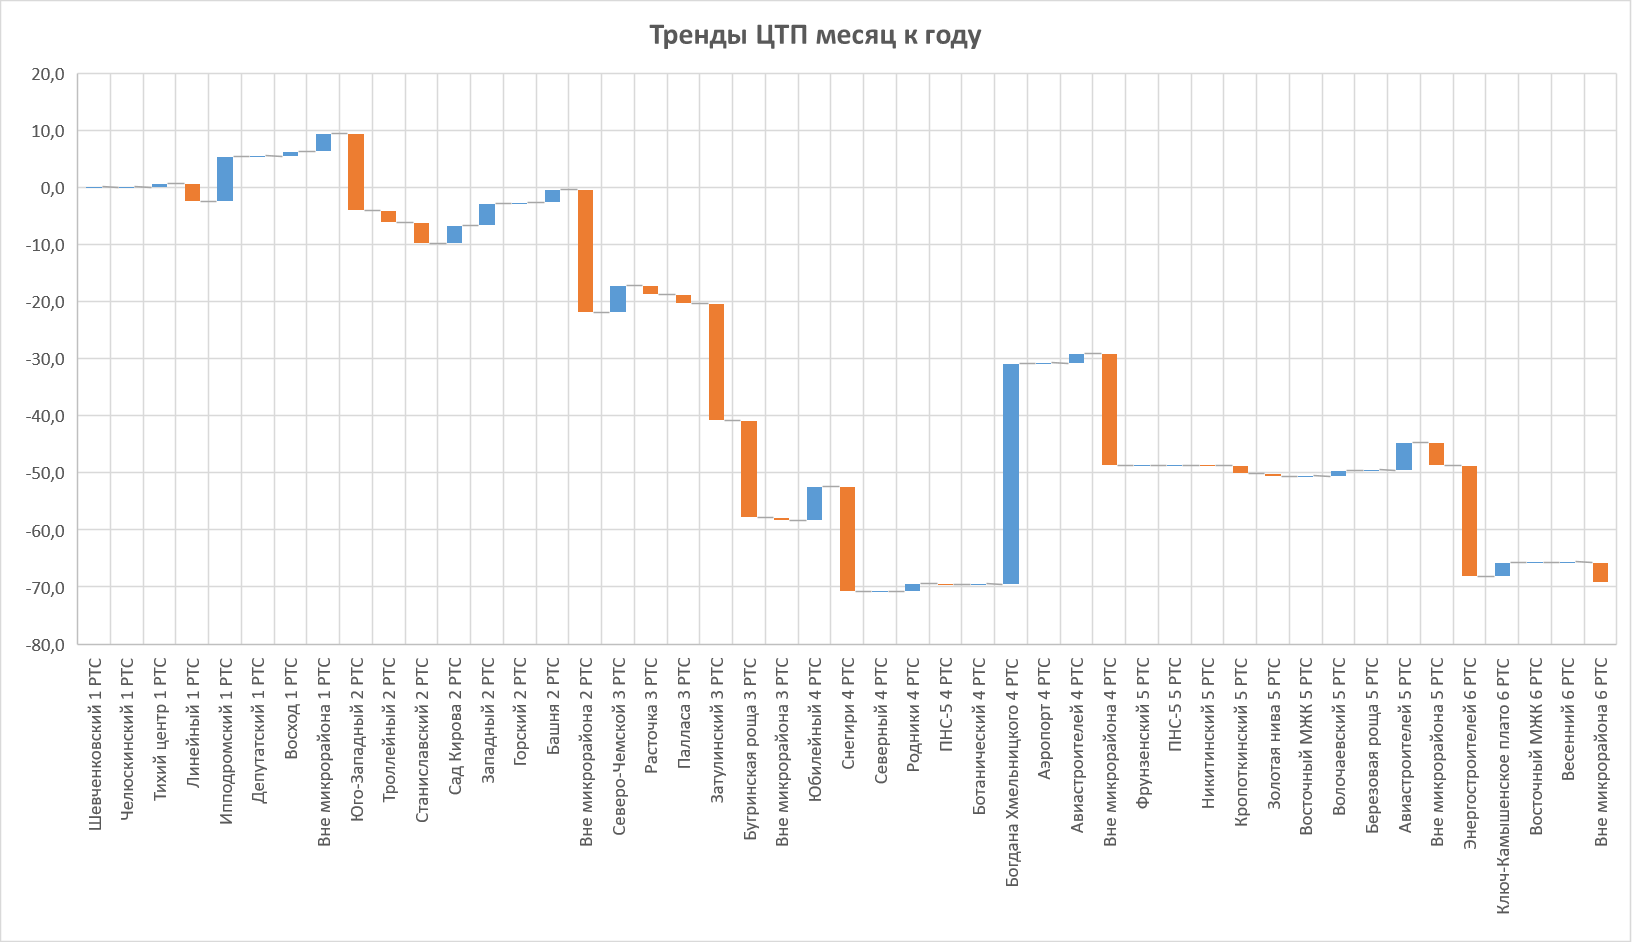 Тренды ЦТП месяц к году
20,0
10,0
0,0
-10,0
-20,0
-30,0
-40,0
-50,0
-60,0
-70,0
-80,0
Шевченковский 1 РТС
Челюскинский 1 РТС
Тихий центр 1 РТС
Линейный 1 РТС
Ипподромский 1 РТС
Депутатский 1 РТС
Восход 1 РТС
Вне микрорайона 1 РТС
Юго-Западный 2 РТС
Троллейный 2 РТС
Станиславский 2 РТС
Сад Кирова 2 РТС
Западный 2 РТС
Горский 2 РТС
Башня 2 РТС
Вне микрорайона 2 РТС
Северо-Чемской 3 РТС
Расточка 3 РТС
Палласа 3 РТС
Затулинский 3 РТС
Бугринская роща 3 РТС
Вне микрорайона 3 РТС
Юбилейный 4 РТС
Снегири 4 РТС
Северный 4 РТС
Родники 4 РТС
ПНС-5 4 РТС
Ботанический 4 РТС
Богдана Хмельницкого 4 РТС
Аэропорт 4 РТС
Авиастроителей 4 РТС
Вне микрорайона 4 РТС
Фрунзенский 5 РТС
ПНС-5 5 РТС
Никитинский 5 РТС
Кропоткинский 5 РТС
Золотая нива 5 РТС
Восточный МЖК 5 РТС
Волочаевский 5 РТС
Березовая роща 5 РТС
Авиастроителей 5 РТС
Вне микрорайона 5 РТС
Энергостроителей 6 РТС
Ключ-Камышенское плато 6 РТС
Восточный МЖК 6 РТС
Весенний 6 РТС
Вне микрорайона 6 РТС